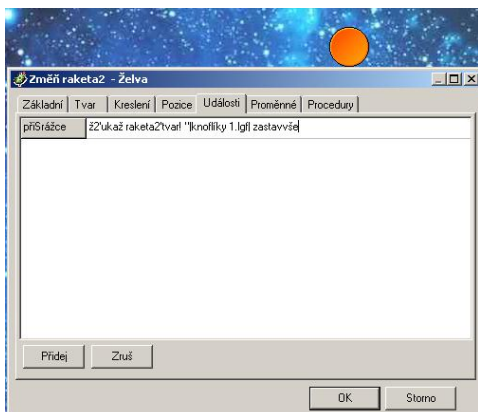 Změň raketa2 - Želva
Základní Tvar Kreslení Pozice Události Proměnné Procedury
přiSrážce ž2'ukaž raketa2'tvar! "|knoflíky 1.lgf| zastavvše
Přidej Zruš
OK Storno